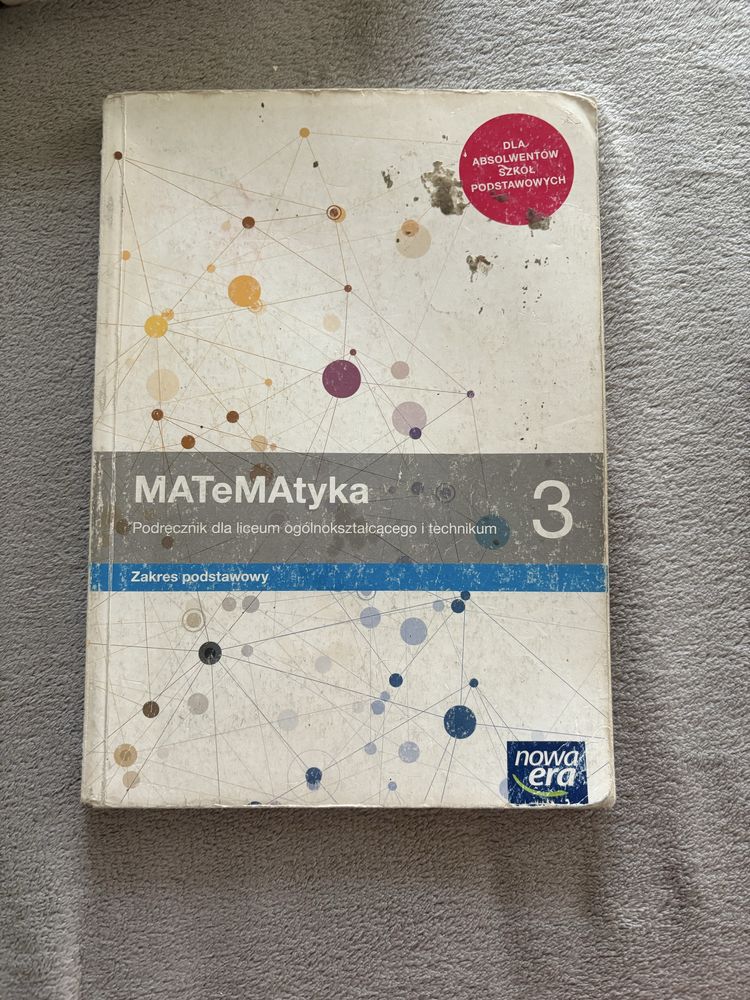 DLA
ABSOLWENTÓW
SZKÓŁ
PODSTAWOWYCH
MATeMAtyka
3
Podręcznik dla liceum ogólnokształcącego i technikum
Zakres podstawowy
nowa
era